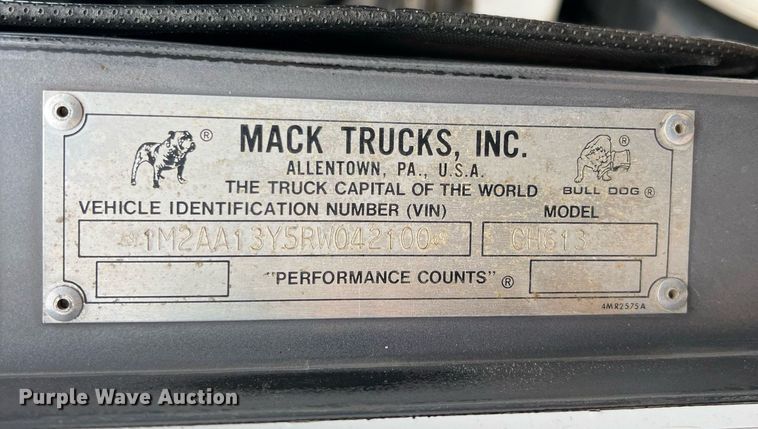 ® MACK TRUCKS, INC. ®
ALLENTOWN, PA., U.S.A.
THE TRUCK CAPITAL OF THE WORLD BULL DOG ®
VEHICLE IDENTIFICATION NUMBER (VIN) MODEL
1M2AA13Y5RW042100 CH613
"PERFORMANCE COUNTS" ®
4MR2575A
Purple Wave Auction